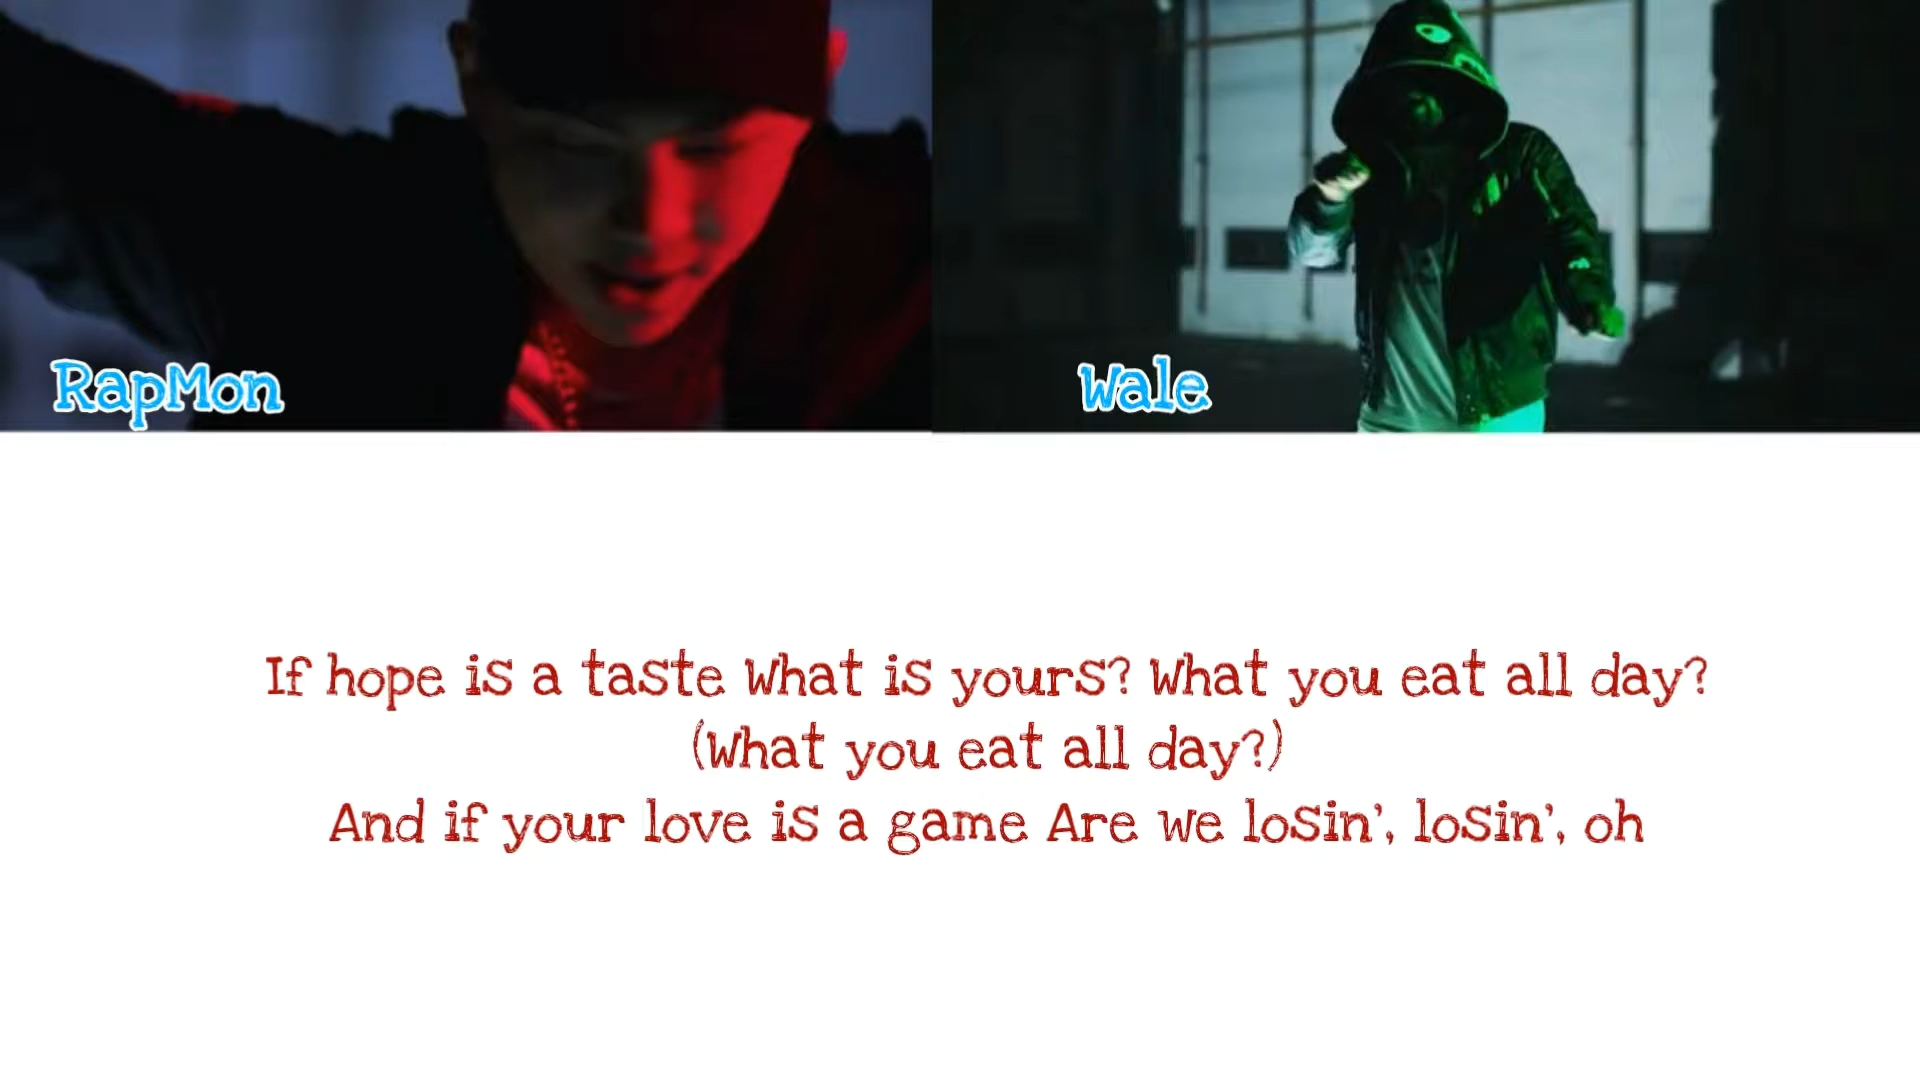 RapMon
Wale
If hope is a taste What is yours? What you eat all day?
(What you eat all day?)
And if your love is a game Are we losin', losin', oh